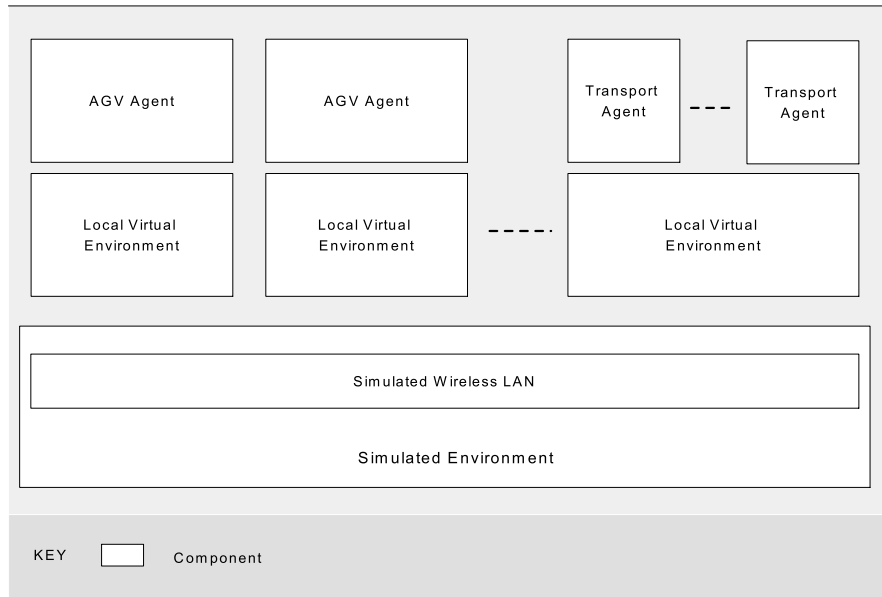 AGV Agent
AGV Agent
Transport
Agent
Transport
Agent
Local Virtual
Environment
Local Virtual
Environment
Local Virtual
Environment
Simulated Wireless LAN
Simulated Environment
KEY
Component